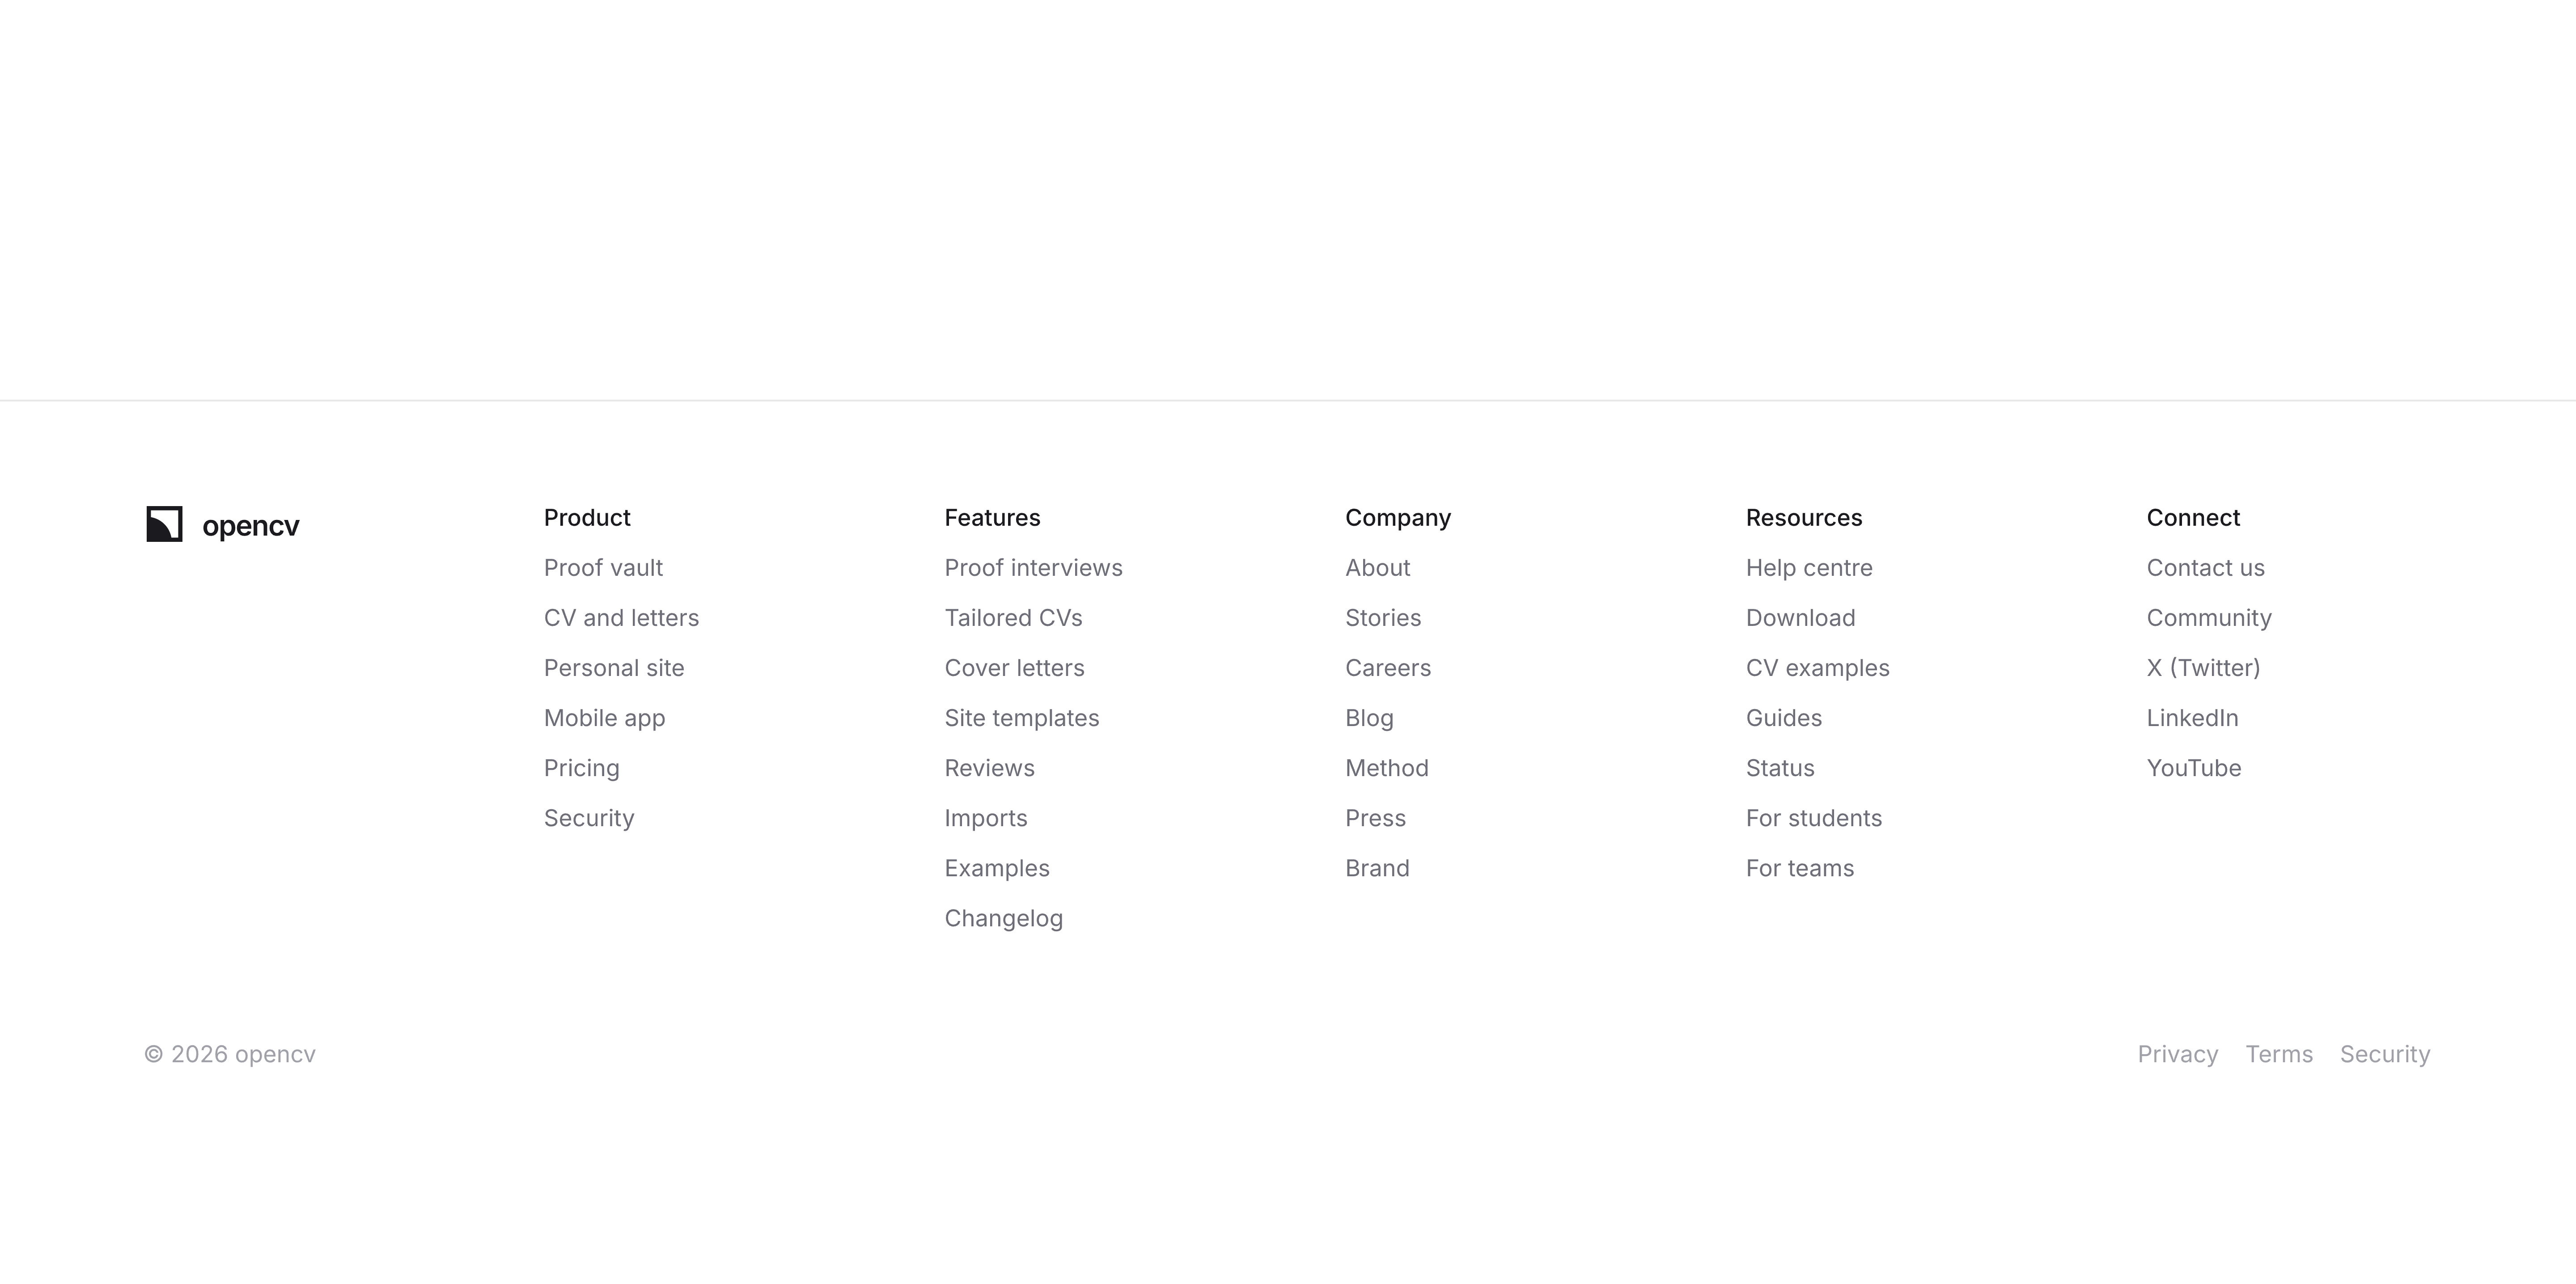 opencv
Product
Proof vault
CV and letters
Personal site
Mobile app
Pricing
Security
Features
Proof interviews
Tailored CVs
Cover letters
Site templates
Reviews
Imports
Examples
Changelog
Company
About
Stories
Careers
Blog
Method
Press
Brand
Resources
Help centre
Download
CV examples
Guides
Status
For students
For teams
Connect
Contact us
Community
X (Twitter)
LinkedIn
YouTube
© 2026 opencv
Privacy Terms Security